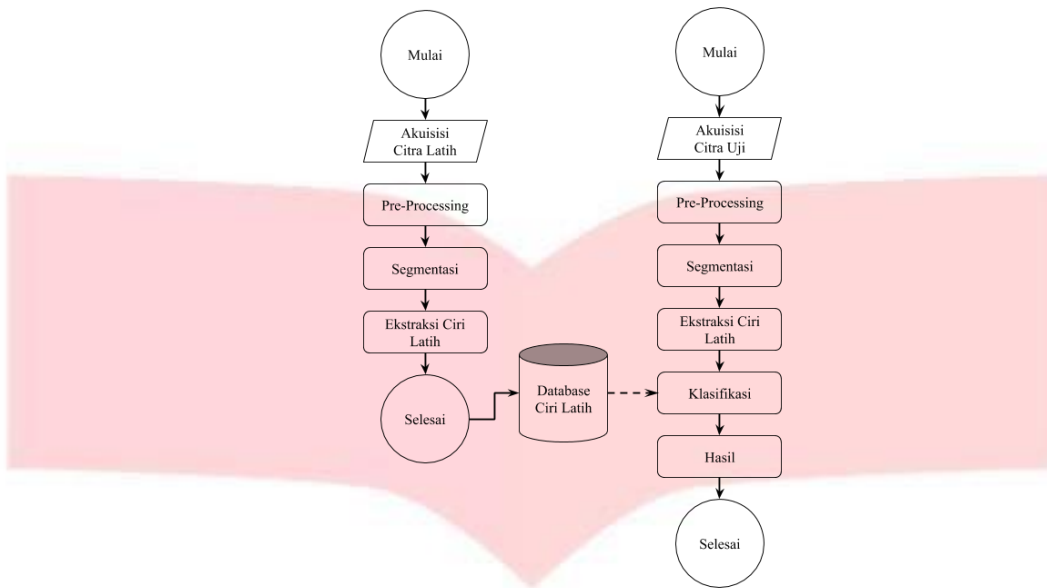 Mulai
Akuisisi
Citra Latih
Pre-Processing
Segmentasi
Ekstraksi Ciri
Latih
Selesai
Database
Ciri Latih
Mulai
Akuisisi
Citra Uji
Pre-Processing
Segmentasi
Ekstraksi Ciri
Latih
Klasifikasi
Hasil
Selesai